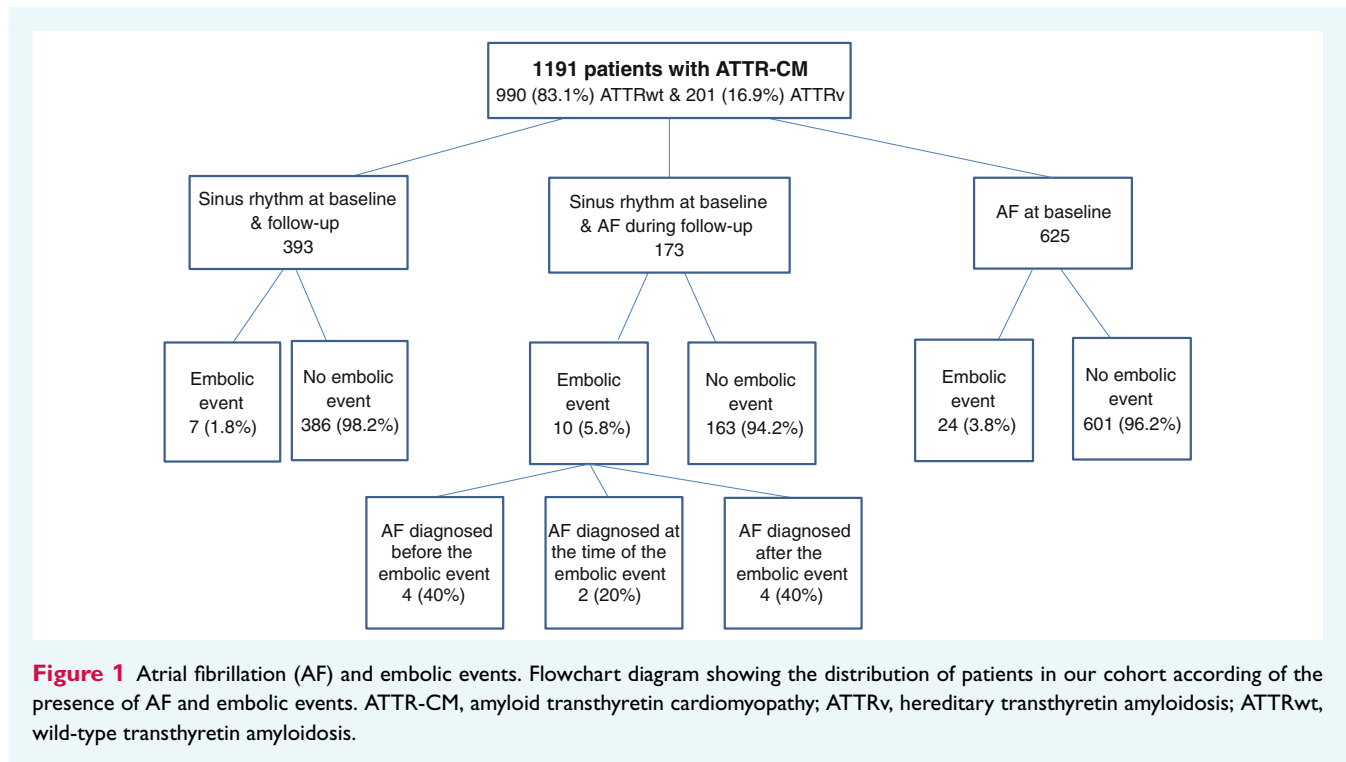 1191 patients with ATTR-CM
990 (83.1%) ATTRwt & 201 (16.9%) ATTRv
Sinus rhythm at baseline
& follow-up
393
Sinus rhythm at baseline
& AF during follow-up
173
AF at baseline
625
Embolic
event
7 (1.8%)
No embolic
event
386 (98.2%)
Embolic
event
10 (5.8%)
No embolic
event
163 (94.2%)
Embolic
event
24 (3.8%)
No embolic
event
601 (96.2%)
AF diagnosed
before the
embolic event
4 (40%)
AF diagnosed at
the time of the
embolic event
2 (20%)
AF diagnosed
after the
embolic event
4 (40%)
Figure 1 Atrial fibrillation (AF) and embolic events. Flowchart diagram showing the distribution of patients in our cohort according of the
presence of AF and embolic events. ATTR-CM, amyloid transthyretin cardiomyopathy; ATTRv, hereditary transthyretin amyloidosis; ATTRwt,
wild-type transthyretin amyloidosis.